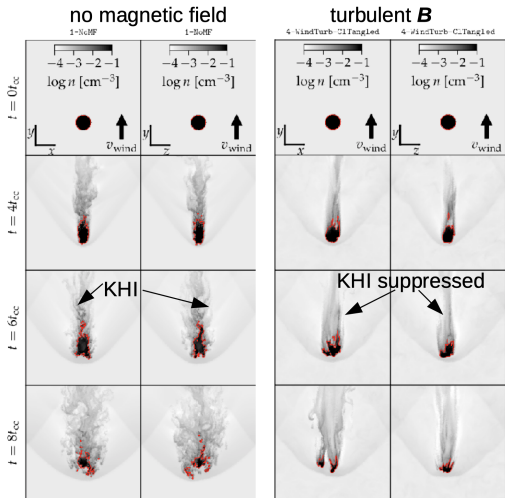 no magnetic field
turbulent B
1-NoMF
1-NoMF
4-WindTurb-ClTangled
4-WindTurb-ClTangled
−4 −3 −2 −1
−4 −3 −2 −1
−4 −3 −2 −1
−4 −3 −2 −1
log n [cm⁻³]
log n [cm⁻³]
log n [cm⁻³]
log n [cm⁻³]
t = 0t_cc
y
x
v_wind
y
z
v_wind
y
x
v_wind
y
z
v_wind
t = 4t_cc
t = 6t_cc
KHI
KHI suppressed
t = 8t_cc